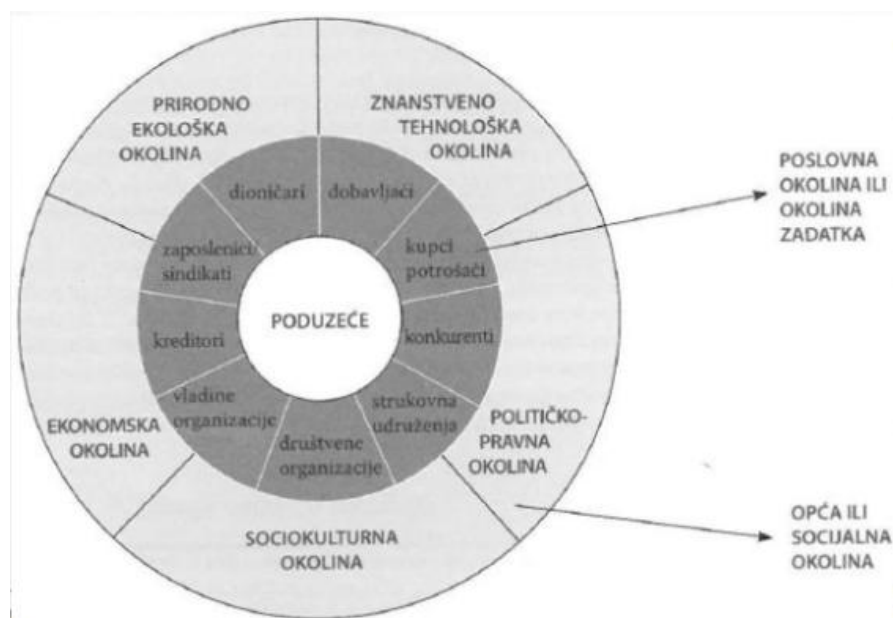 PRIRODNO
EKOLOŠKA
OKOLINA
ZNANSTVENO
TEHNOLOŠKA
OKOLINA
POSLOVNA
OKOLINA ILI
OKOLINA
ZADATKA
dioničari
dobavljači
zaposlenici/
sindikati
kupci
potrošači
PODUZEĆE
kreditori
konkurenti
vladine
organizacije
strukovna
udruženja
društvene
organizacije
EKONOMSKA
OKOLINA
POLITIČKO-
PRAVNA
OKOLINA
SOCIOKULTURNA
OKOLINA
OPĆA ILI
SOCIJALNA
OKOLINA